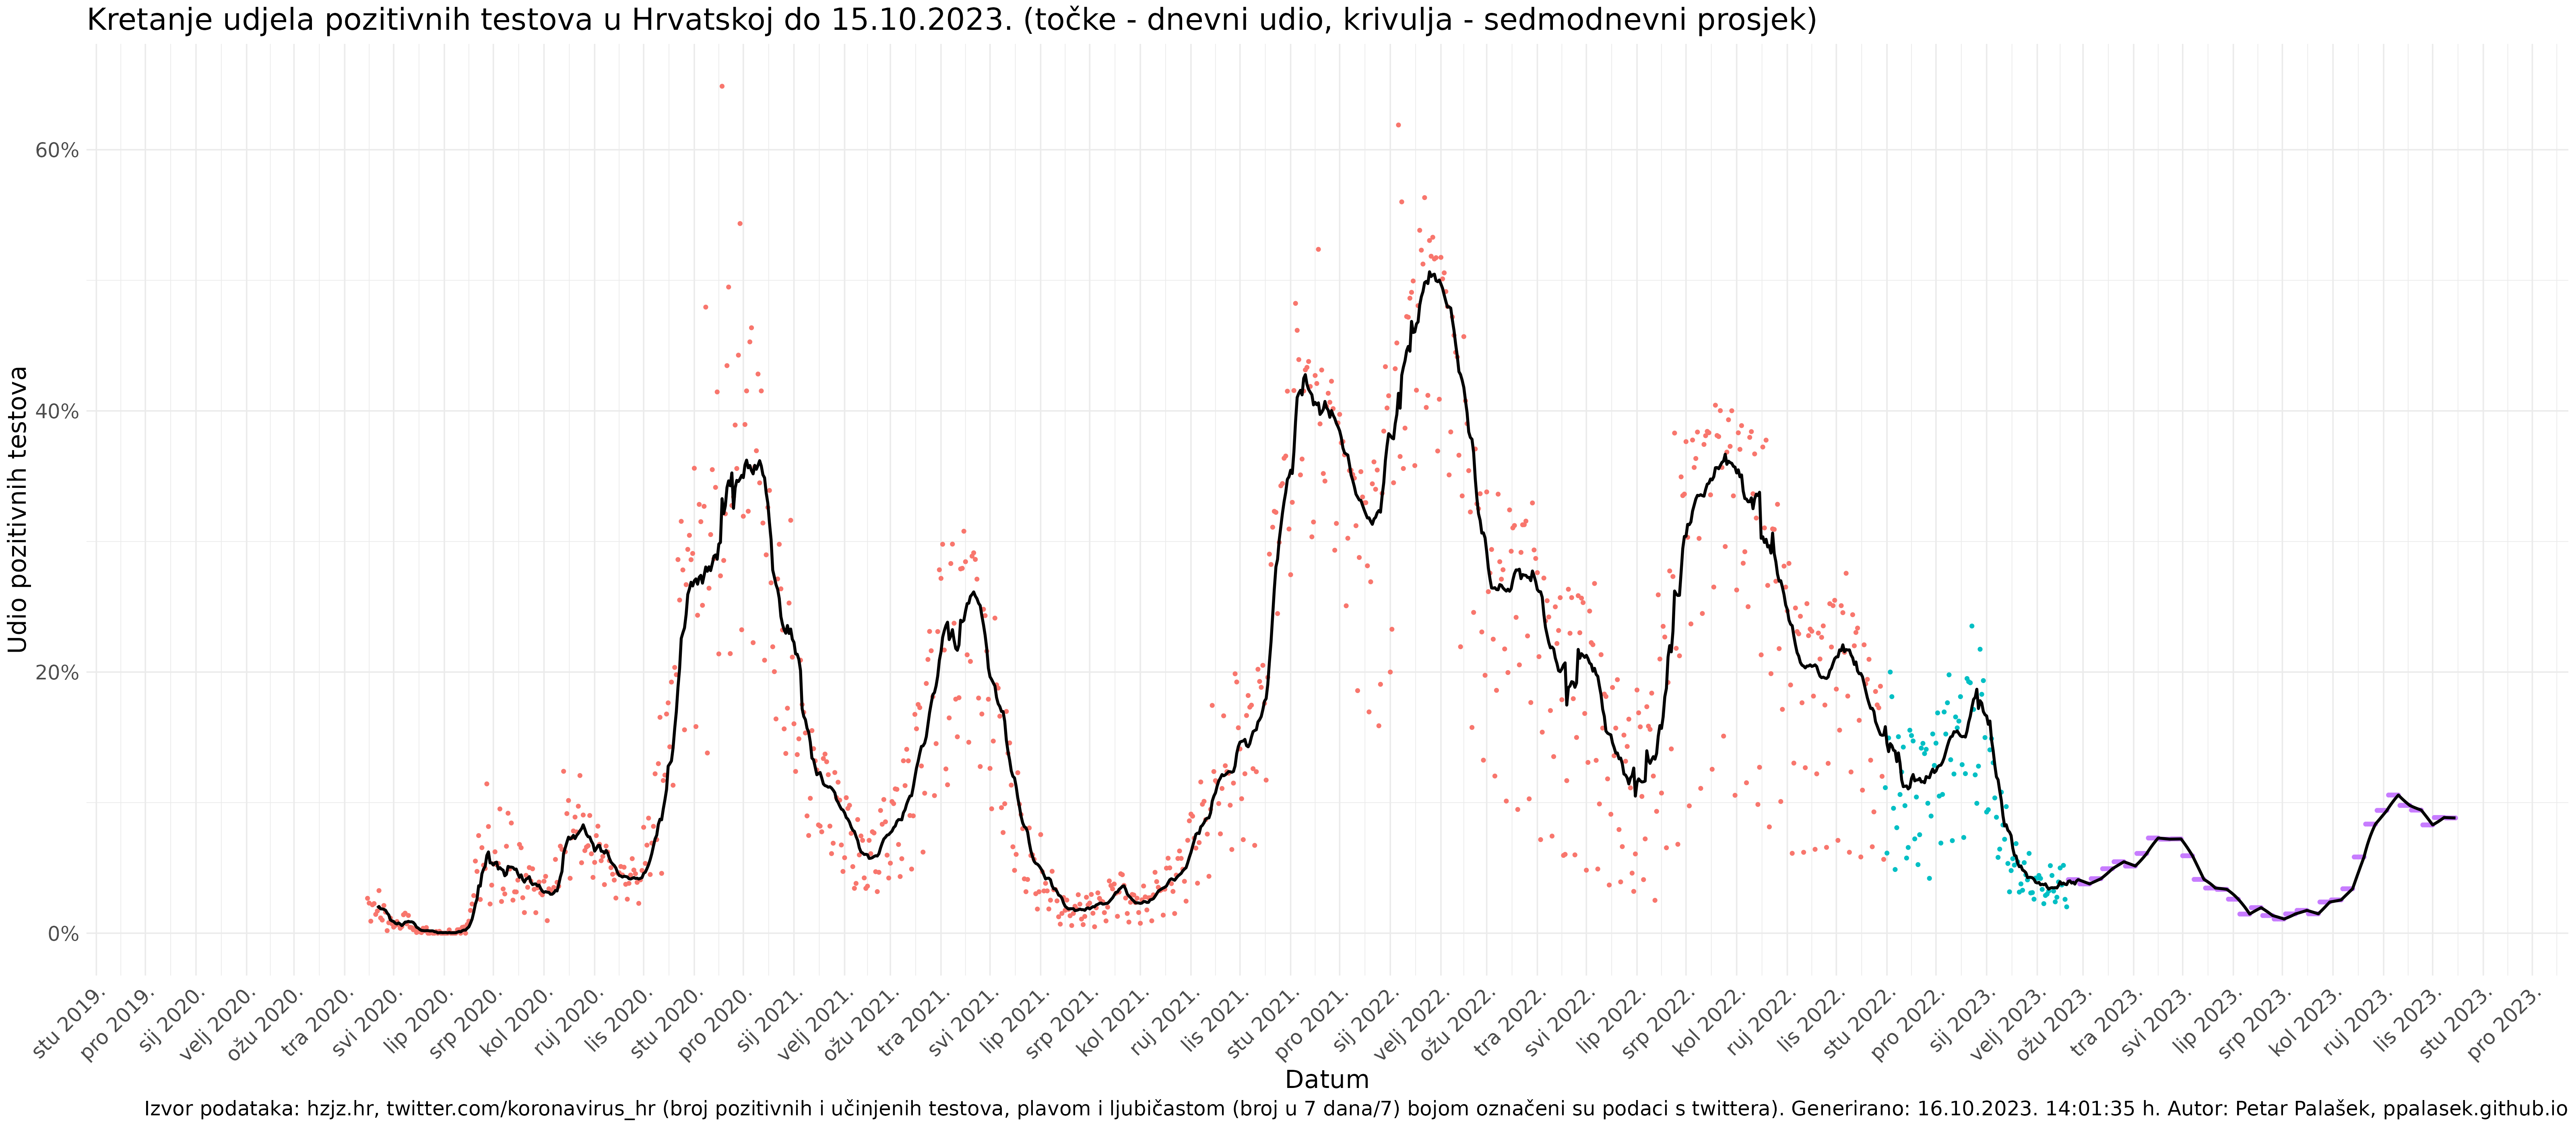 Kretanje udjela pozitivnih testova u Hrvatskoj do 15.10.2023. (točke - dnevni udio, krivulja - sedmodnevni prosjek)
Udio pozitivnih testova
60%
40%
20%
0%
stu 2019.
pro 2019.
sij 2020.
velj 2020.
ožu 2020.
tra 2020.
svi 2020.
lip 2020.
srp 2020.
kol 2020.
ruj 2020.
lis 2020.
stu 2020.
pro 2020.
sij 2021.
velj 2021.
ožu 2021.
tra 2021.
svi 2021.
lip 2021.
srp 2021.
kol 2021.
ruj 2021.
lis 2021.
stu 2021.
pro 2021.
sij 2022.
velj 2022.
ožu 2022.
tra 2022.
svi 2022.
lip 2022.
srp 2022.
kol 2022.
ruj 2022.
lis 2022.
stu 2022.
pro 2022.
sij 2023.
velj 2023.
ožu 2023.
tra 2023.
svi 2023.
lip 2023.
srp 2023.
kol 2023.
ruj 2023.
lis 2023.
stu 2023.
pro 2023.
Datum
Izvor podataka: hzjz.hr, twitter.com/koronavirus_hr (broj pozitivnih i učinjenih testova, plavom i ljubičastom (broj u 7 dana/7) bojom označeni su podaci s twittera). Generirano: 16.10.2023. 14:01:35 h. Autor: Petar Palašek, ppalasek.github.io